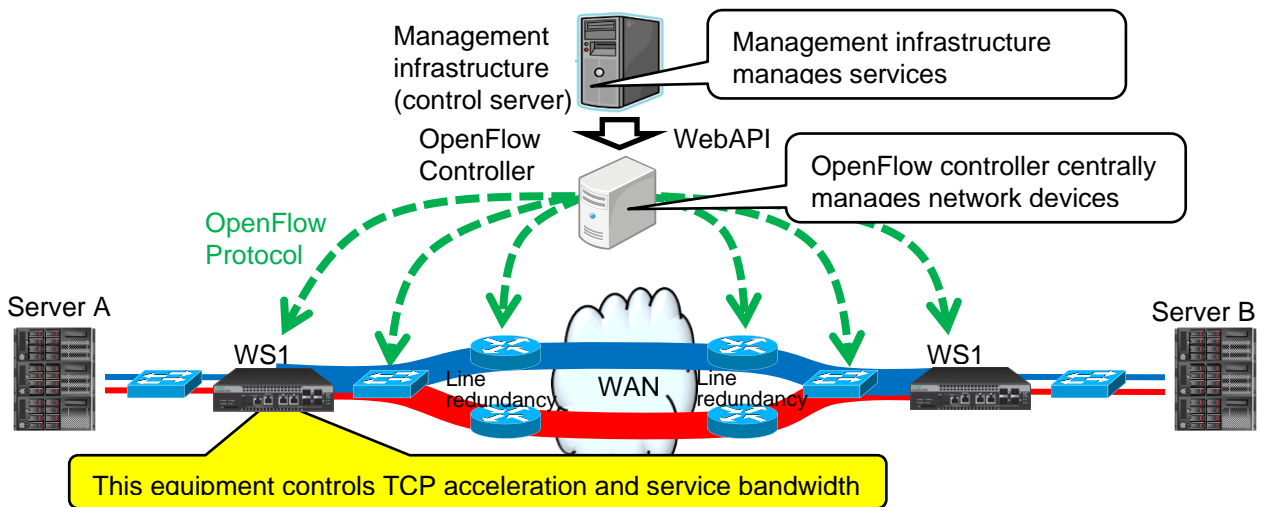 Management
infrastructure
(control server)
Management infrastructure
manages services
OpenFlow
Controller
WebAPI
OpenFlow controller centrally
manages network devices
OpenFlow
Protocol
Server A
Server B
WS1
WS1
Line
redundancy
WAN
Line
redundancy
This equipment controls TCP acceleration and service bandwidth